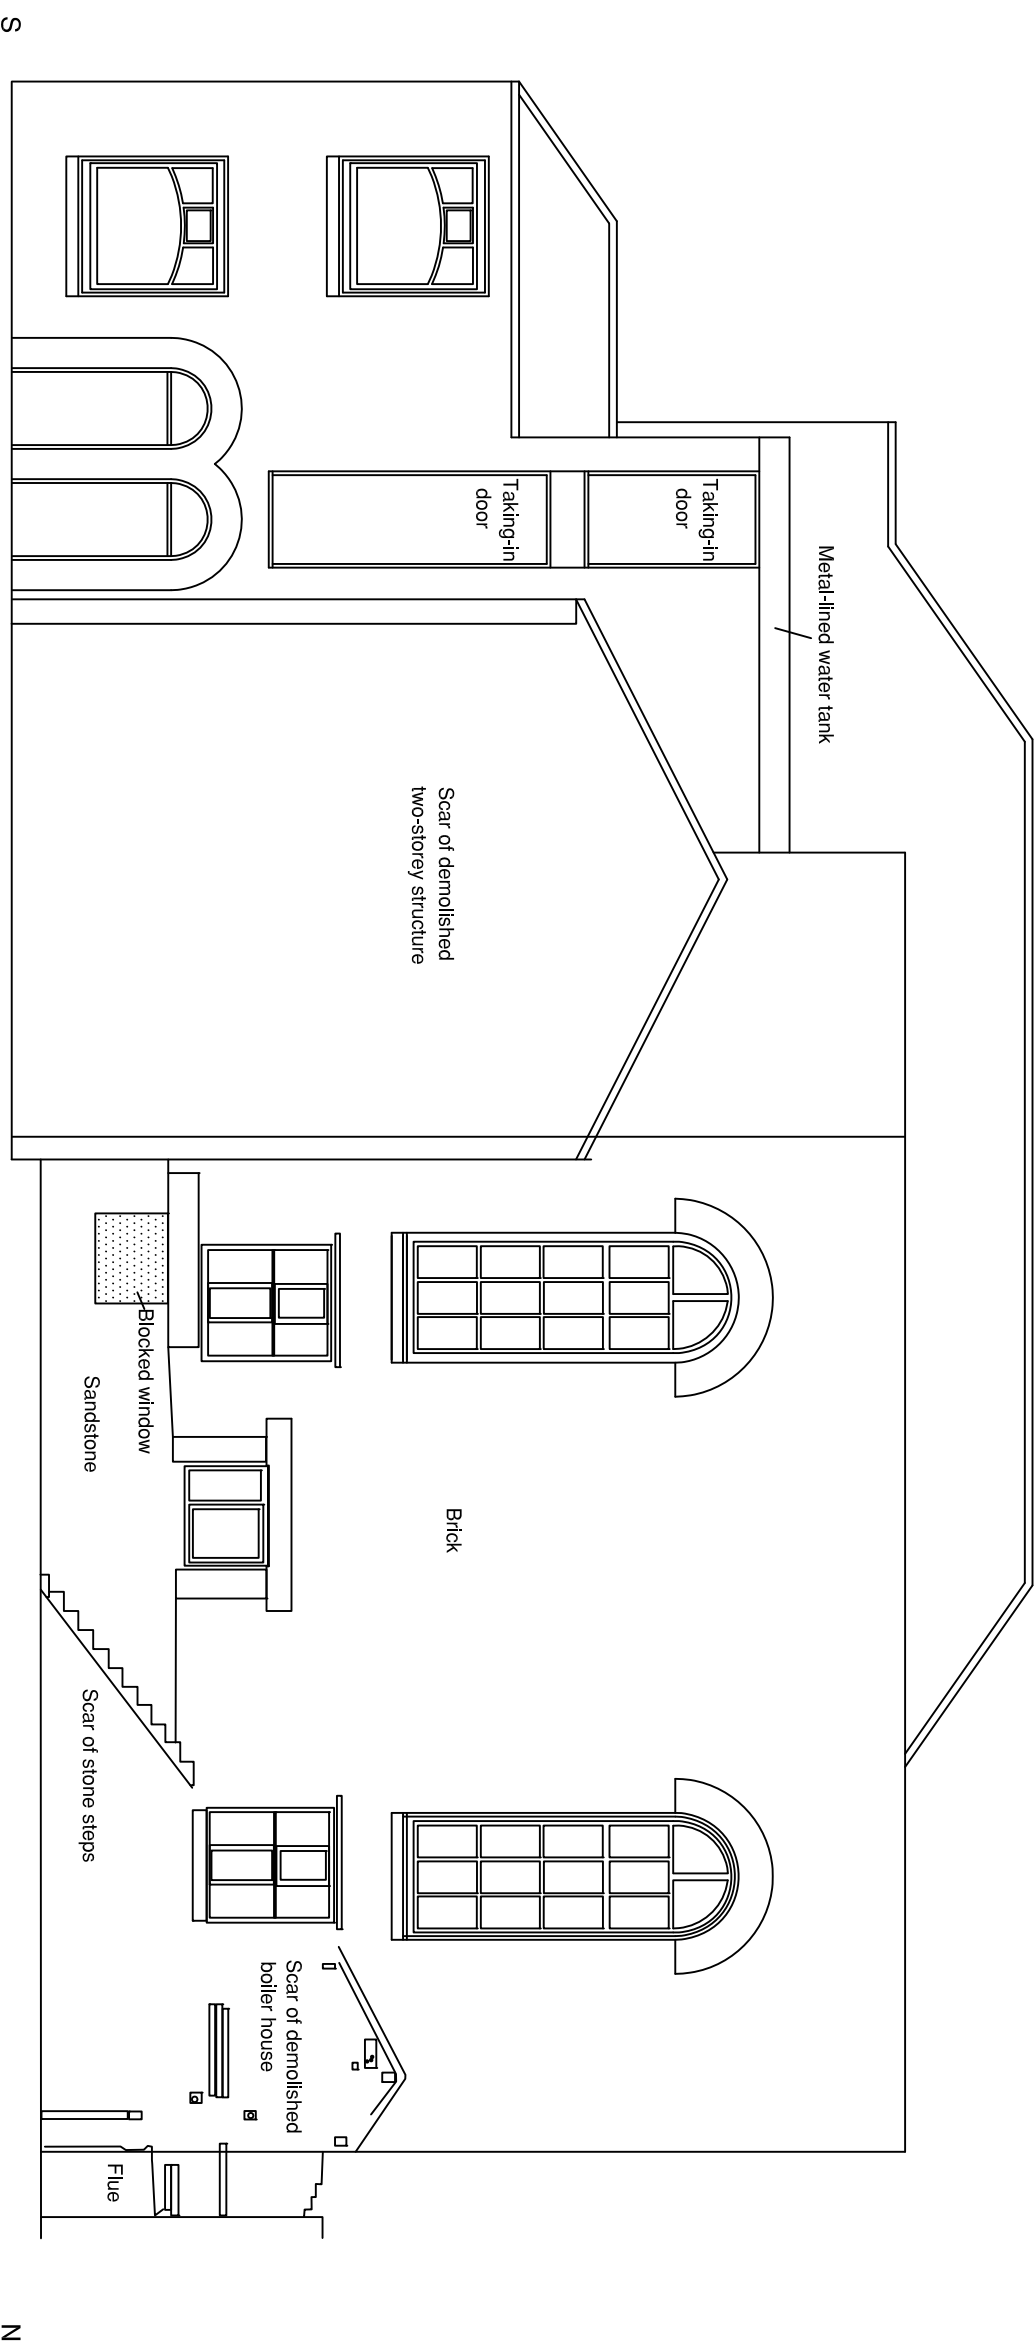 S
Taking-in
door
Taking-in
door
Metal-lined water tank
Scar of demolished
two-storey structure
Blocked window
Sandstone
Brick
Scar of stone steps
Scar of demolished
boiler house
Flue
N